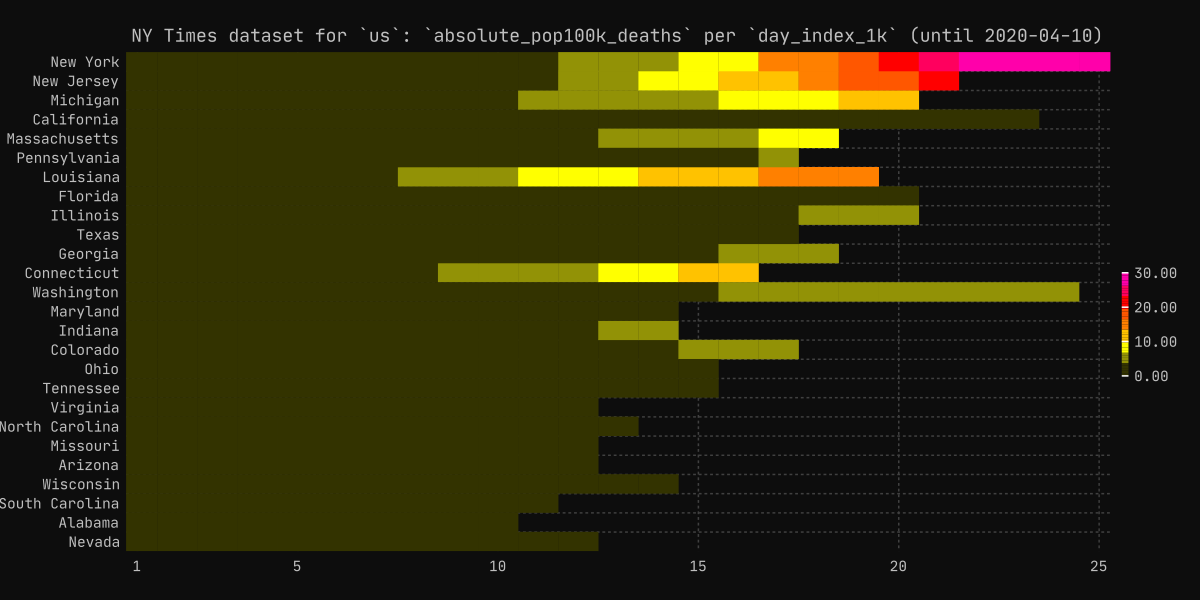 NY Times dataset for `us`: `absolute_pop100k_deaths` per `day_index_1k` (until 2020-04-10)
New York
New Jersey
Michigan
California
Massachusetts
Pennsylvania
Louisiana
Florida
Illinois
Texas
Georgia
Connecticut
Washington
Maryland
Indiana
Colorado
Ohio
Tennessee
Virginia
North Carolina
Missouri
Arizona
Wisconsin
South Carolina
Alabama
Nevada
1 5 10 15 20 25
30.00
20.00
10.00
0.00